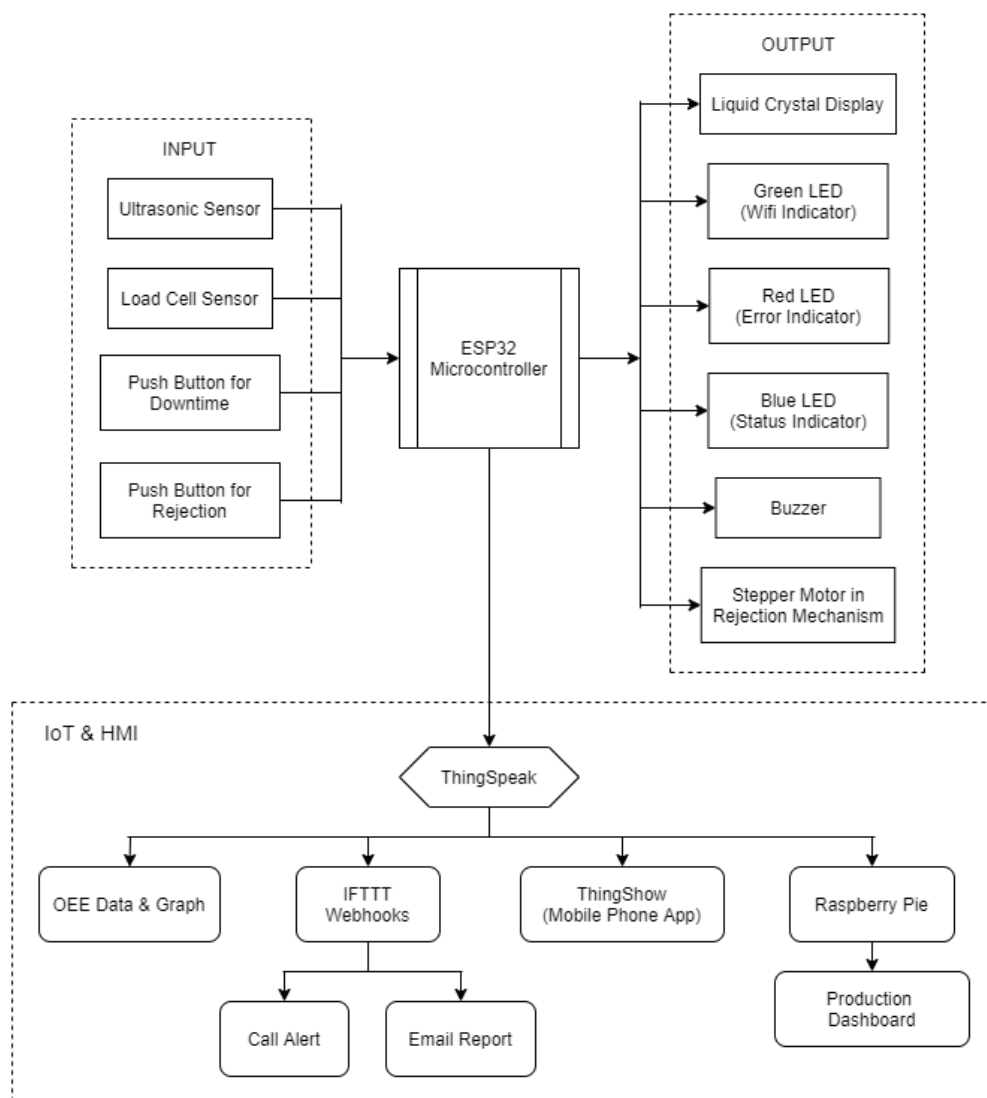 INPUT
Ultrasonic Sensor
Load Cell Sensor
Push Button for
Downtime
Push Button for
Rejection
ESP32
Microcontroller
OUTPUT
Liquid Crystal Display
Green LED
(Wifi Indicator)
Red LED
(Error Indicator)
Blue LED
(Status Indicator)
Buzzer
Stepper Motor in
Rejection Mechanism
IoT & HMI
ThingSpeak
OEE Data & Graph
IFTTT
Webhooks
ThingShow
(Mobile Phone App)
Raspberry Pie
Call Alert
Email Report
Production
Dashboard